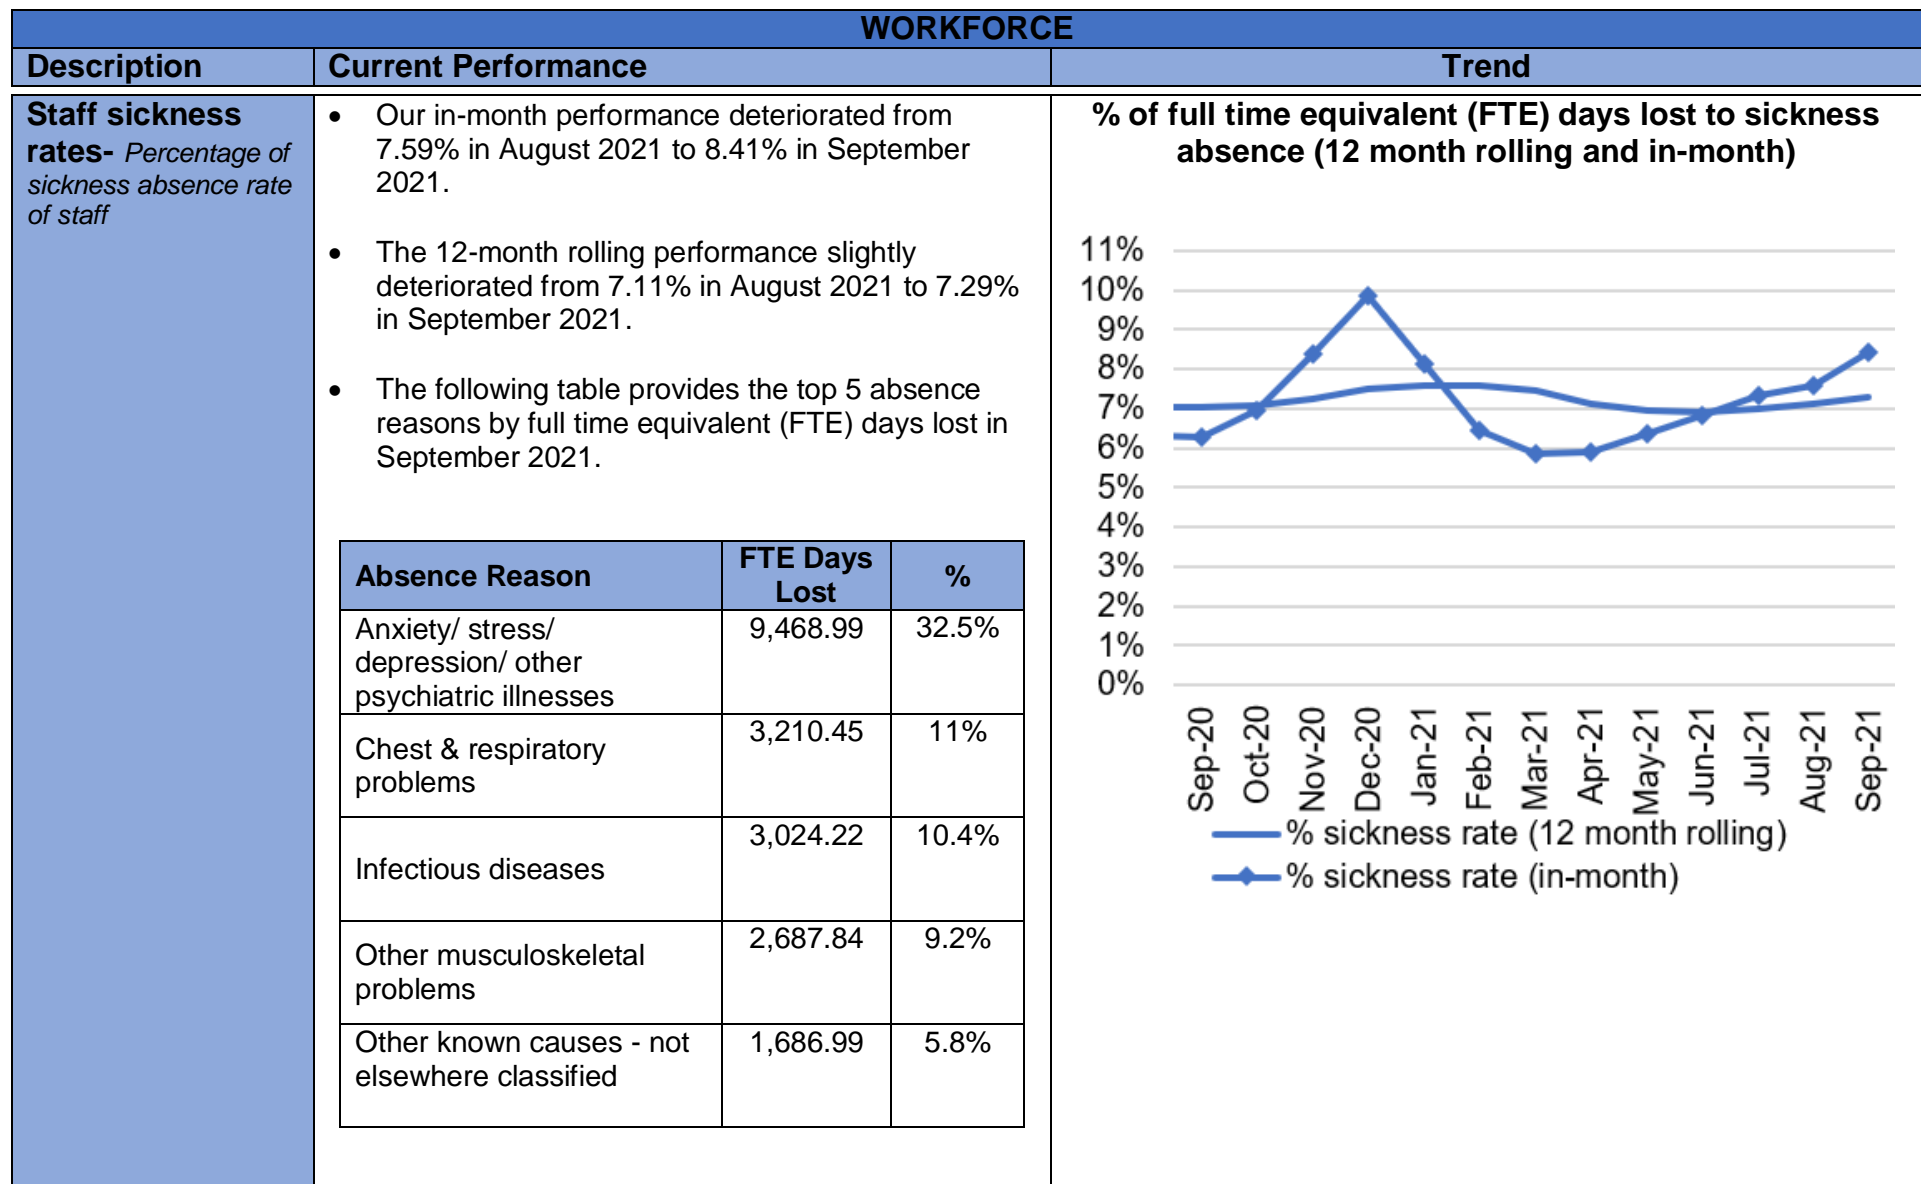 WORKFORCE
Description
Current Performance
Trend
Staff sickness
rates- Percentage of
sickness absence rate
of staff
• Our in-month performance deteriorated from
7.59% in August 2021 to 8.41% in September
2021.
• The 12-month rolling performance slightly
deteriorated from 7.11% in August 2021 to 7.29%
in September 2021.
• The following table provides the top 5 absence
reasons by full time equivalent (FTE) days lost in
September 2021.
Absence Reason
FTE Days
Lost
%
Anxiety/ stress/
depression/ other
psychiatric illnesses
9,468.99
32.5%
Chest & respiratory
problems
3,210.45
11%
Infectious diseases
3,024.22
10.4%
Other musculoskeletal
problems
2,687.84
9.2%
Other known causes - not
elsewhere classified
1,686.99
5.8%
% of full time equivalent (FTE) days lost to sickness
absence (12 month rolling and in-month)
11%
10%
9%
8%
7%
6%
5%
4%
3%
2%
1%
0%
Sep-20
Oct-20
Nov-20
Dec-20
Jan-21
Feb-21
Mar-21
Apr-21
May-21
Jun-21
Jul-21
Aug-21
Sep-21
% sickness rate (12 month rolling)
% sickness rate (in-month)